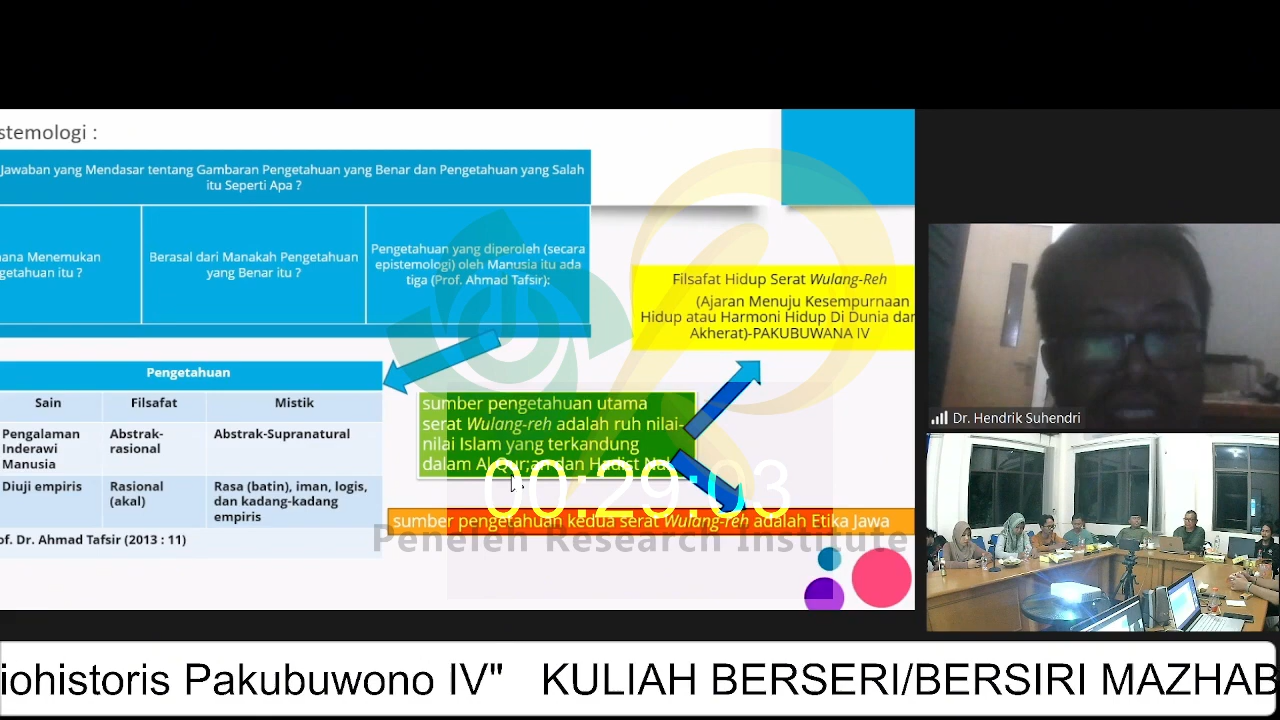 stemologi :
Jawaban yang Mendasar tentang Gambaran Pengetahuan yang Benar dan Pengetahuan yang Salah
itu Seperti Apa ?
ana Menemukan
getahuan itu ?
Berasal dari Manakah Pengetahuan
yang Benar itu ?
Pengetahuan yang diperoleh (secara
epistemologi) oleh Manusia itu ada
tiga (Prof. Ahmad Tafsir):
Filsafat Hidup Serat Wulang-Reh
(Ajaran Menuju Kesempurnaan
Hidup atau Harmoni Hidup Di Dunia dan
Akherat)-PAKUBUWANA IV
Pengetahuan
Sain
Filsafat
Mistik
Pengalaman
Inderawi
Manusia
Abstrak-
rasional
Abstrak-Supranatural
Diuji empiris
Rasional
(akal)
Rasa (batin), iman, logis,
dan kadang-kadang
empiris
of. Dr. Ahmad Tafsir (2013 : 11)
sumber pengetahuan utama
serat Wulang-reh adalah ruh nilai-
nilai Islam yang terkandung
dalam Al Qur;an dan Hadist
00:29:03
sumber pengetahuan kedua serat Wulang-reh adalah Etika Jawa
Peneleh Research Institute
Dr. Hendrik Suhendri
iohistoris Pakubuwono IV" KULIAH BERSERI/BERSIRI MAZHAB